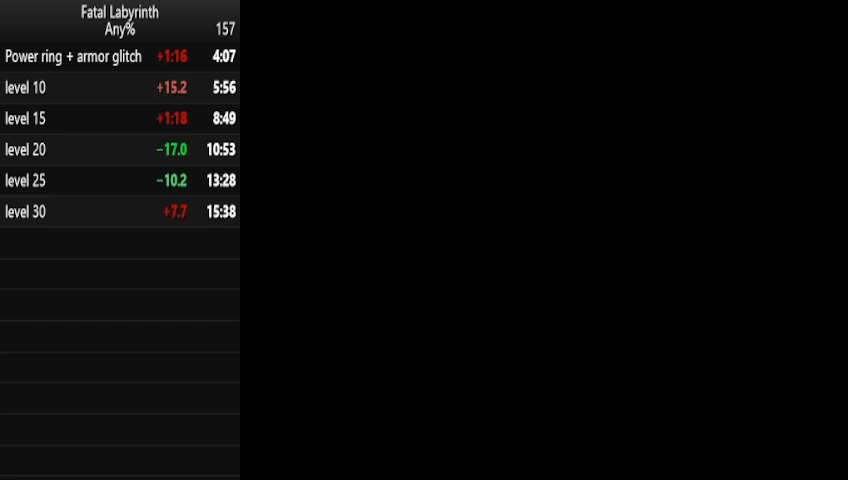 Fatal Labyrinth
Any% 157
Power ring + armor glitch +1:16 4:07
level 10 +15.2 5:56
level 15 +1:18 8:49
level 20 −17.0 10:53
level 25 −10.2 13:28
level 30 +7.7 15:38